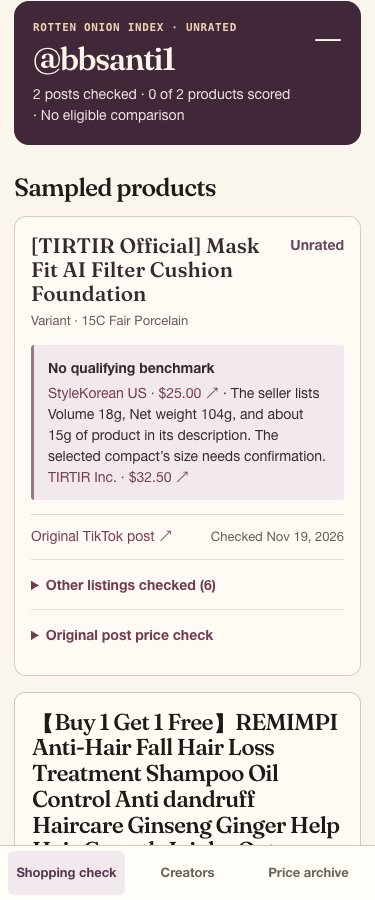 ROTTEN ONION INDEX · UNRATED
@bbsanti1
2 posts checked · 0 of 2 products scored
· No eligible comparison
Sampled products
[TIRTIR Official] Mask
Fit AI Filter Cushion
Foundation
Unrated
Variant · 15C Fair Porcelain
No qualifying benchmark
StyleKorean US · $25.00 ↗ · The seller lists
Volume 18g, Net weight 104g, and about
15g of product in its description. The
selected compact's size needs confirmation.
TIRTIR Inc. · $32.50 ↗
Original TikTok post ↗
Checked Nov 19, 2026
▶ Other listings checked (6)
▶ Original post price check
【Buy 1 Get 1 Free】REMIMPI
Anti-Hair Fall Hair Loss
Treatment Shampoo Oil
Control Anti dandruff
Haircare Ginseng Ginger Help
Shopping check
Creators
Price archive